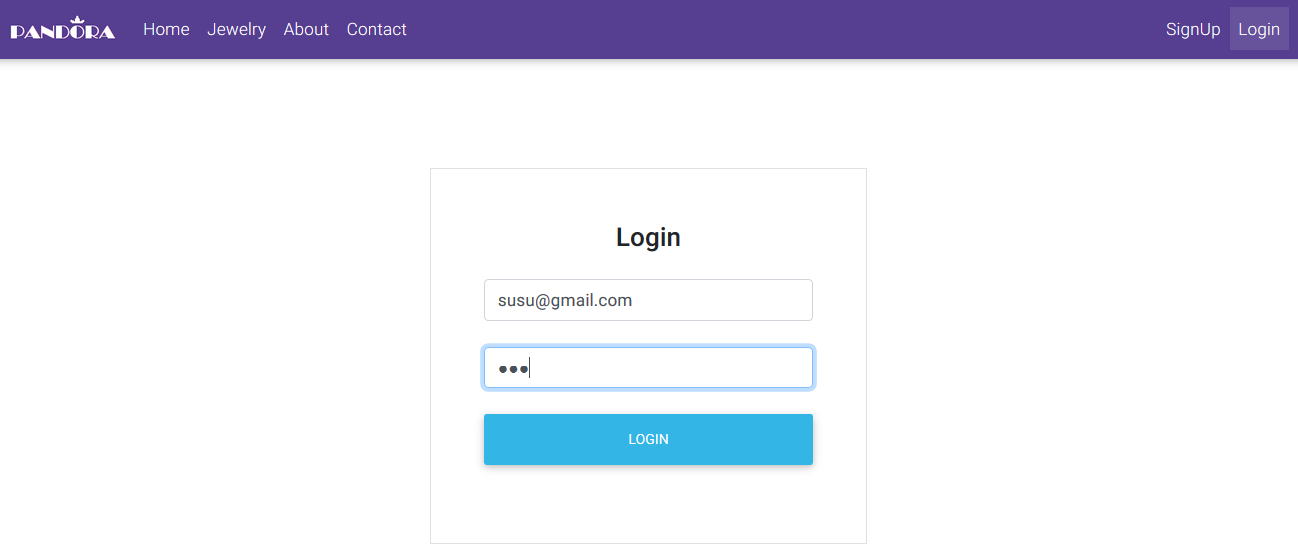 PANDORA Home Jewelry About Contact SignUp Login
Login
susu@gmail.com
•••
LOGIN